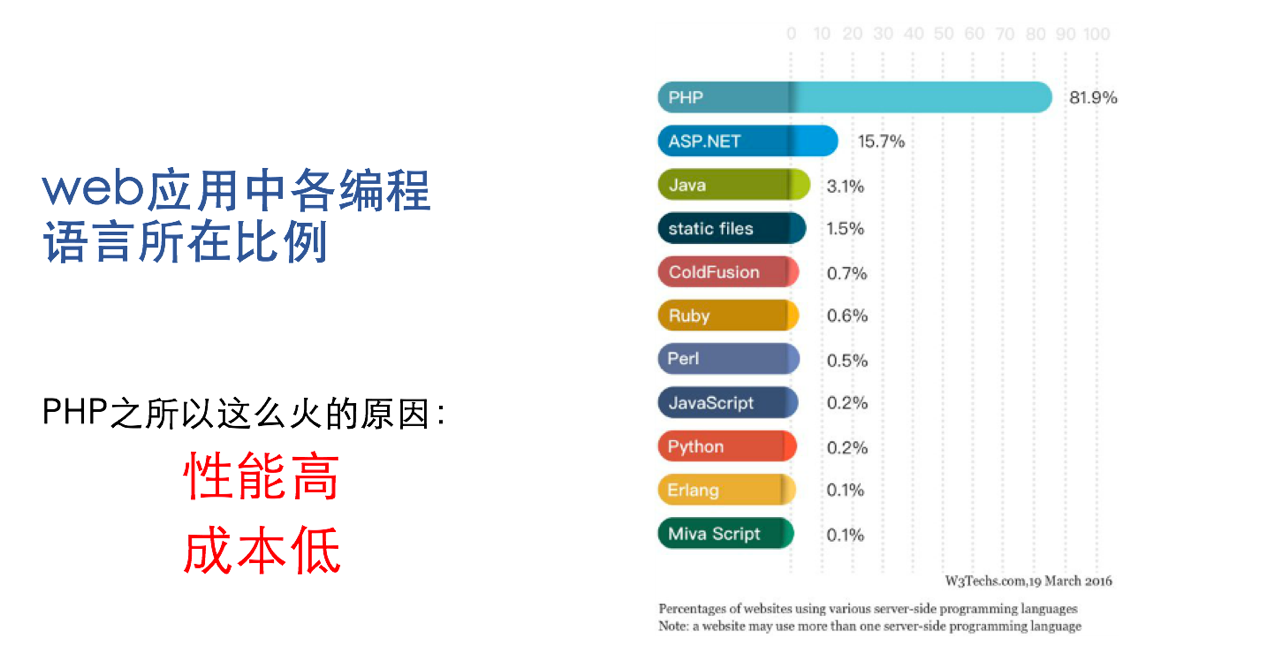 web应用中各编程
语言所在比例
PHP之所以这么火的原因：
性能高
成本低
0 10 20 30 40 50 60 70 80 90 100
PHP 81.9%
ASP.NET 15.7%
Java 3.1%
static files 1.5%
ColdFusion 0.7%
Ruby 0.6%
Perl 0.5%
JavaScript 0.2%
Python 0.2%
Erlang 0.1%
Miva Script 0.1%
W3Techs.com,19 March 2016
Percentages of websites using various server-side programming languages
Note: a website may use more than one server-side programming language